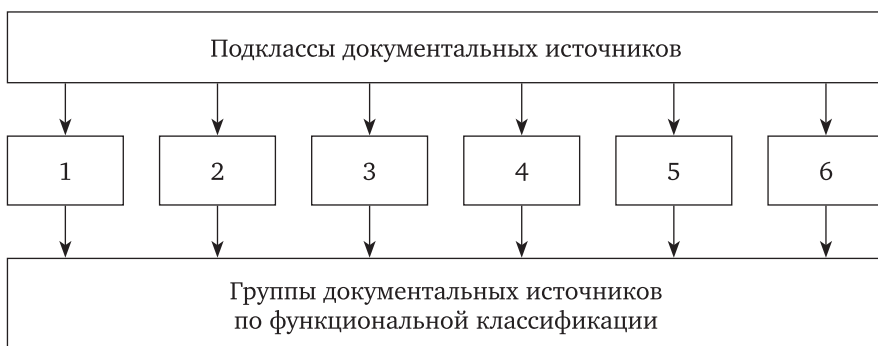 Подклассы документальных источников
1 2 3 4 5 6
Группы документальных источников
по функциональной классификации